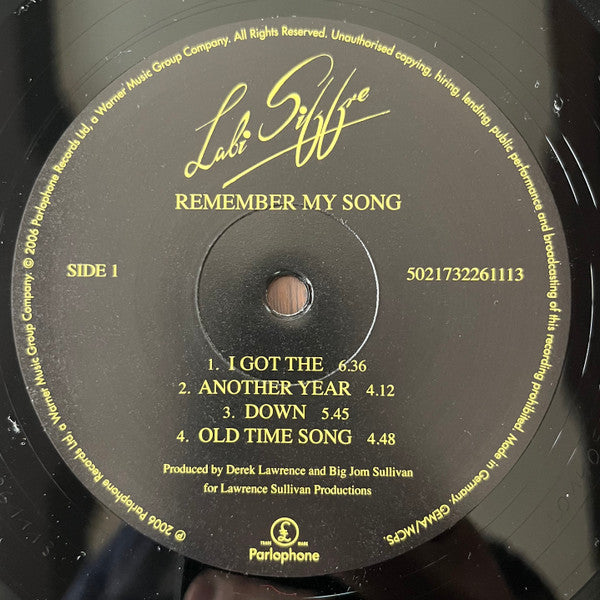 ℗ 2006 Parlophone Records Ltd, a Warner Music Group Company. © 2006 Parlophone Records Ltd, a Warner Music Group Company. All Rights Reserved. Unauthorised copying, hiring, lending, public performance and broadcasting of this recording prohibited. Made in Germany. GEMA/MCPS.
Labi Siffre
REMEMBER MY SONG
SIDE 1
5021732261113
1. I GOT THE 6.36
2. ANOTHER YEAR 4.12
3. DOWN 5.45
4. OLD TIME SONG 4.48
Produced by Derek Lawrence and Big Jom Sullivan
for Lawrence Sullivan Productions
£
TRADE MARK
Parlophone